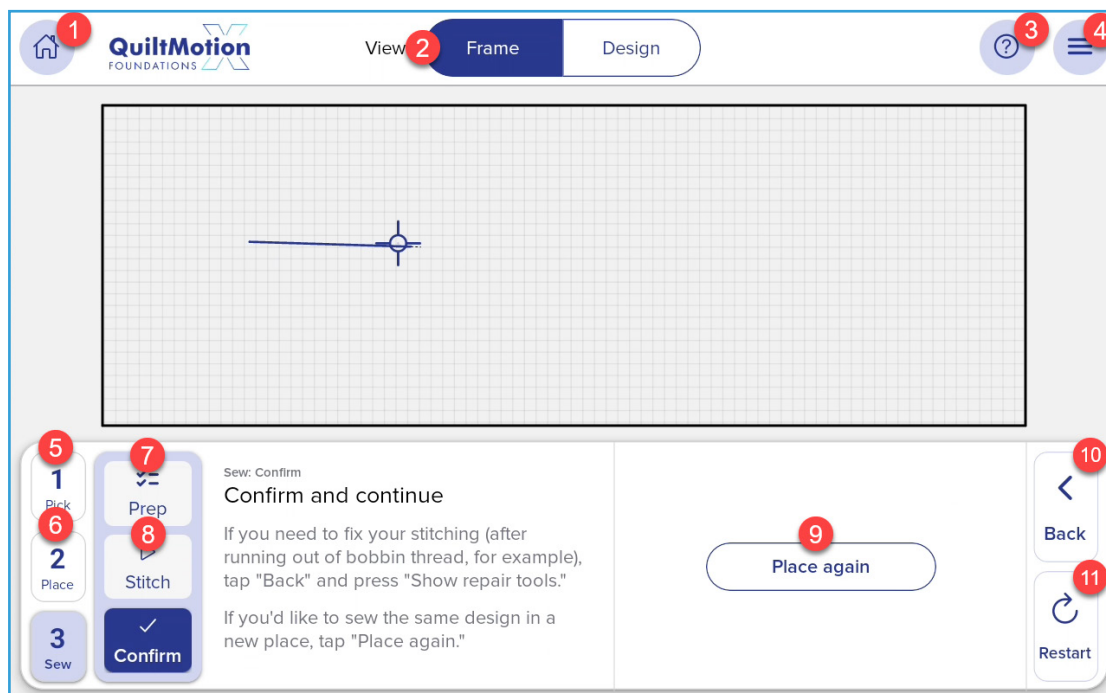 1
QuiltMotion
FOUNDATIONS
View
2
Frame
Design
3
4
5
1
Pick
6
2
Place
3
Sew
7
Prep
8
Stitch
Confirm
Sew: Confirm
Confirm and continue
If you need to fix your stitching (after
running out of bobbin thread, for example),
tap "Back" and press "Show repair tools."
If you'd like to sew the same design in a
new place, tap "Place again."
9
Place again
10
Back
11
Restart